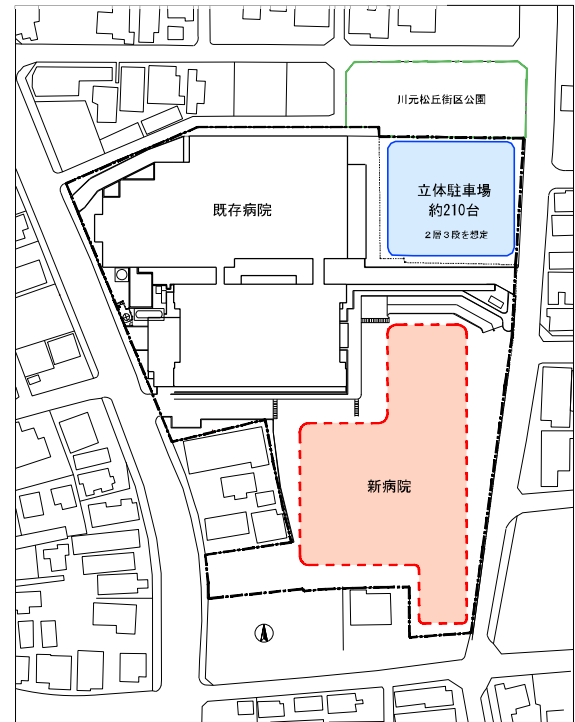 川元松丘街区公園
立体駐車場
約210台
2層3段を想定
既存病院
新病院